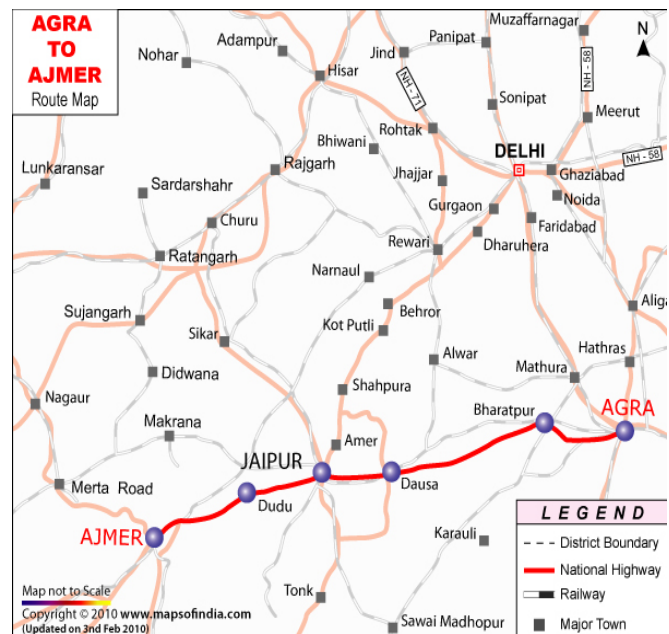 AGRA
TO
AJMER
Route Map
N
Nohar
Adampur
Jind
Panipat
Muzaffarnagar
Hisar
NH - 71
NH - 58
Sonipat
Meerut
Rohtak
Bhiwani
DELHI
NH - 58
Lunkaransar
Rajgarh
Ghaziabad
Sardarshahr
Jhajjar
Noida
Gurgaon
Churu
Faridabad
Ratangarh
Rewari
Dharuhera
Narnaul
Sujangarh
Behror
Aliga
Sikar
Kot Putli
Alwar
Hathras
Didwana
Mathura
Nagaur
Shahpura
Bharatpur
AGRA
Makrana
Amer
JAIPUR
Merta Road
Dausa
Dudu
LEGEND
AJMER
Karauli
District Boundary
National Highway
Map not to Scale
Railway
Tonk
Copyright © 2010 www.mapsofindia.com
(Updated on 3nd Feb 2010)
Sawai Madhopur
Major Town